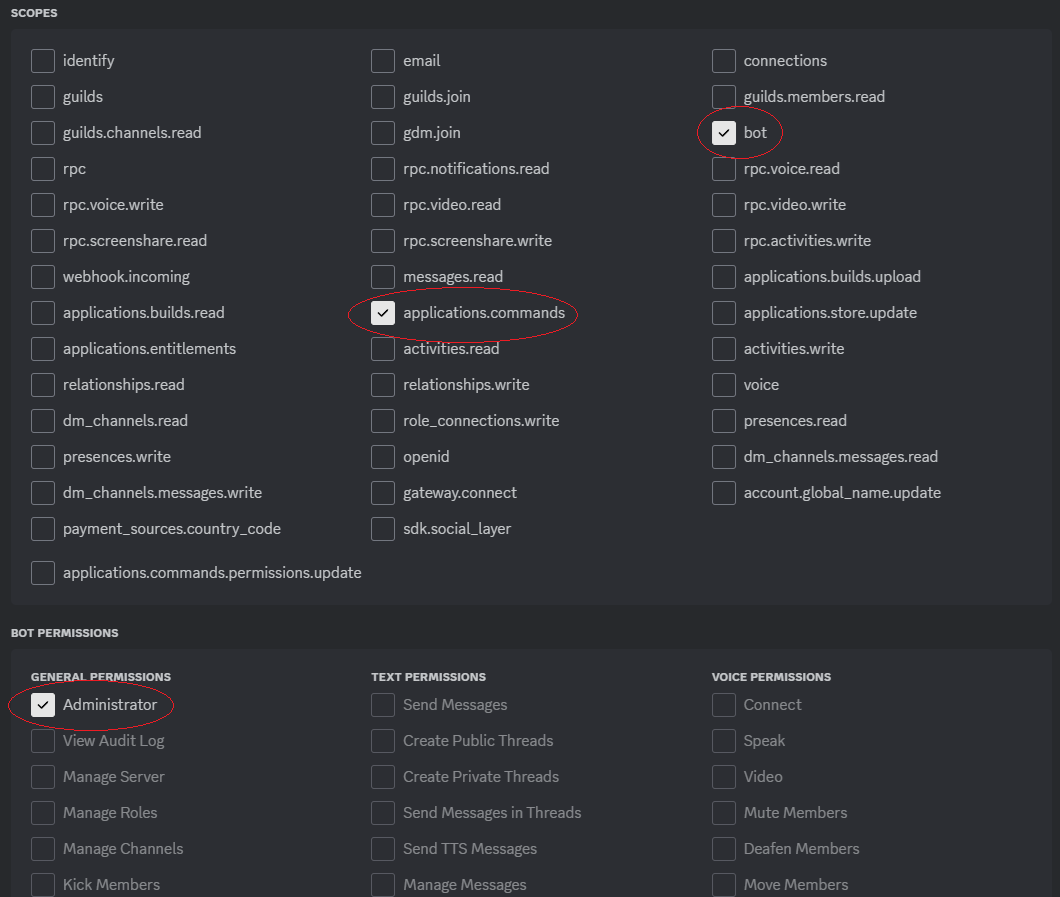 SCOPES
identify email connections
guilds guilds.join guilds.members.read
guilds.channels.read gdm.join bot
rpc rpc.notifications.read rpc.voice.read
rpc.voice.write rpc.video.read rpc.video.write
rpc.screenshare.read rpc.screenshare.write rpc.activities.write
webhook.incoming messages.read applications.builds.upload
applications.builds.read applications.commands applications.store.update
applications.entitlements activities.read activities.write
relationships.read relationships.write voice
dm_channels.read role_connections.write presences.read
presences.write openid dm_channels.messages.read
dm_channels.messages.write gateway.connect account.global_name.update
payment_sources.country_code sdk.social_layer
applications.commands.permissions.update
BOT PERMISSIONS
GENERAL PERMISSIONS TEXT PERMISSIONS VOICE PERMISSIONS
Administrator Send Messages Connect
View Audit Log Create Public Threads Speak
Manage Server Create Private Threads Video
Manage Roles Send Messages in Threads Mute Members
Manage Channels Send TTS Messages Deafen Members
Kick Members Manage Messages Move Members